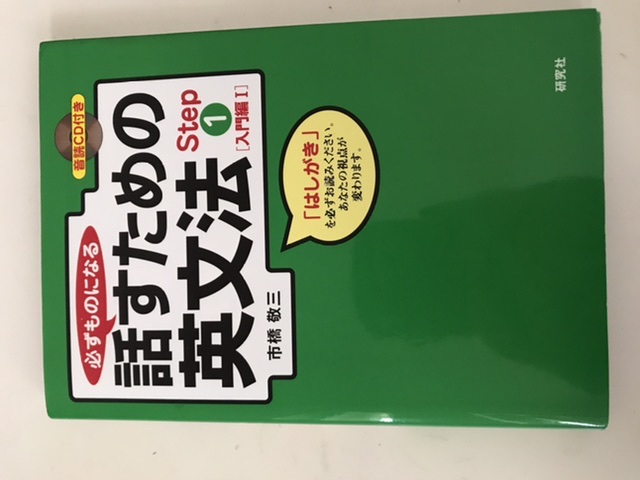 音読CD付き
必ずものになる
話すための
英文法
Step 1
[入門編 I]
市橋 敬三
「はしがき」
を必ずお読みください。
あなたの視点が
変わります。
研究社